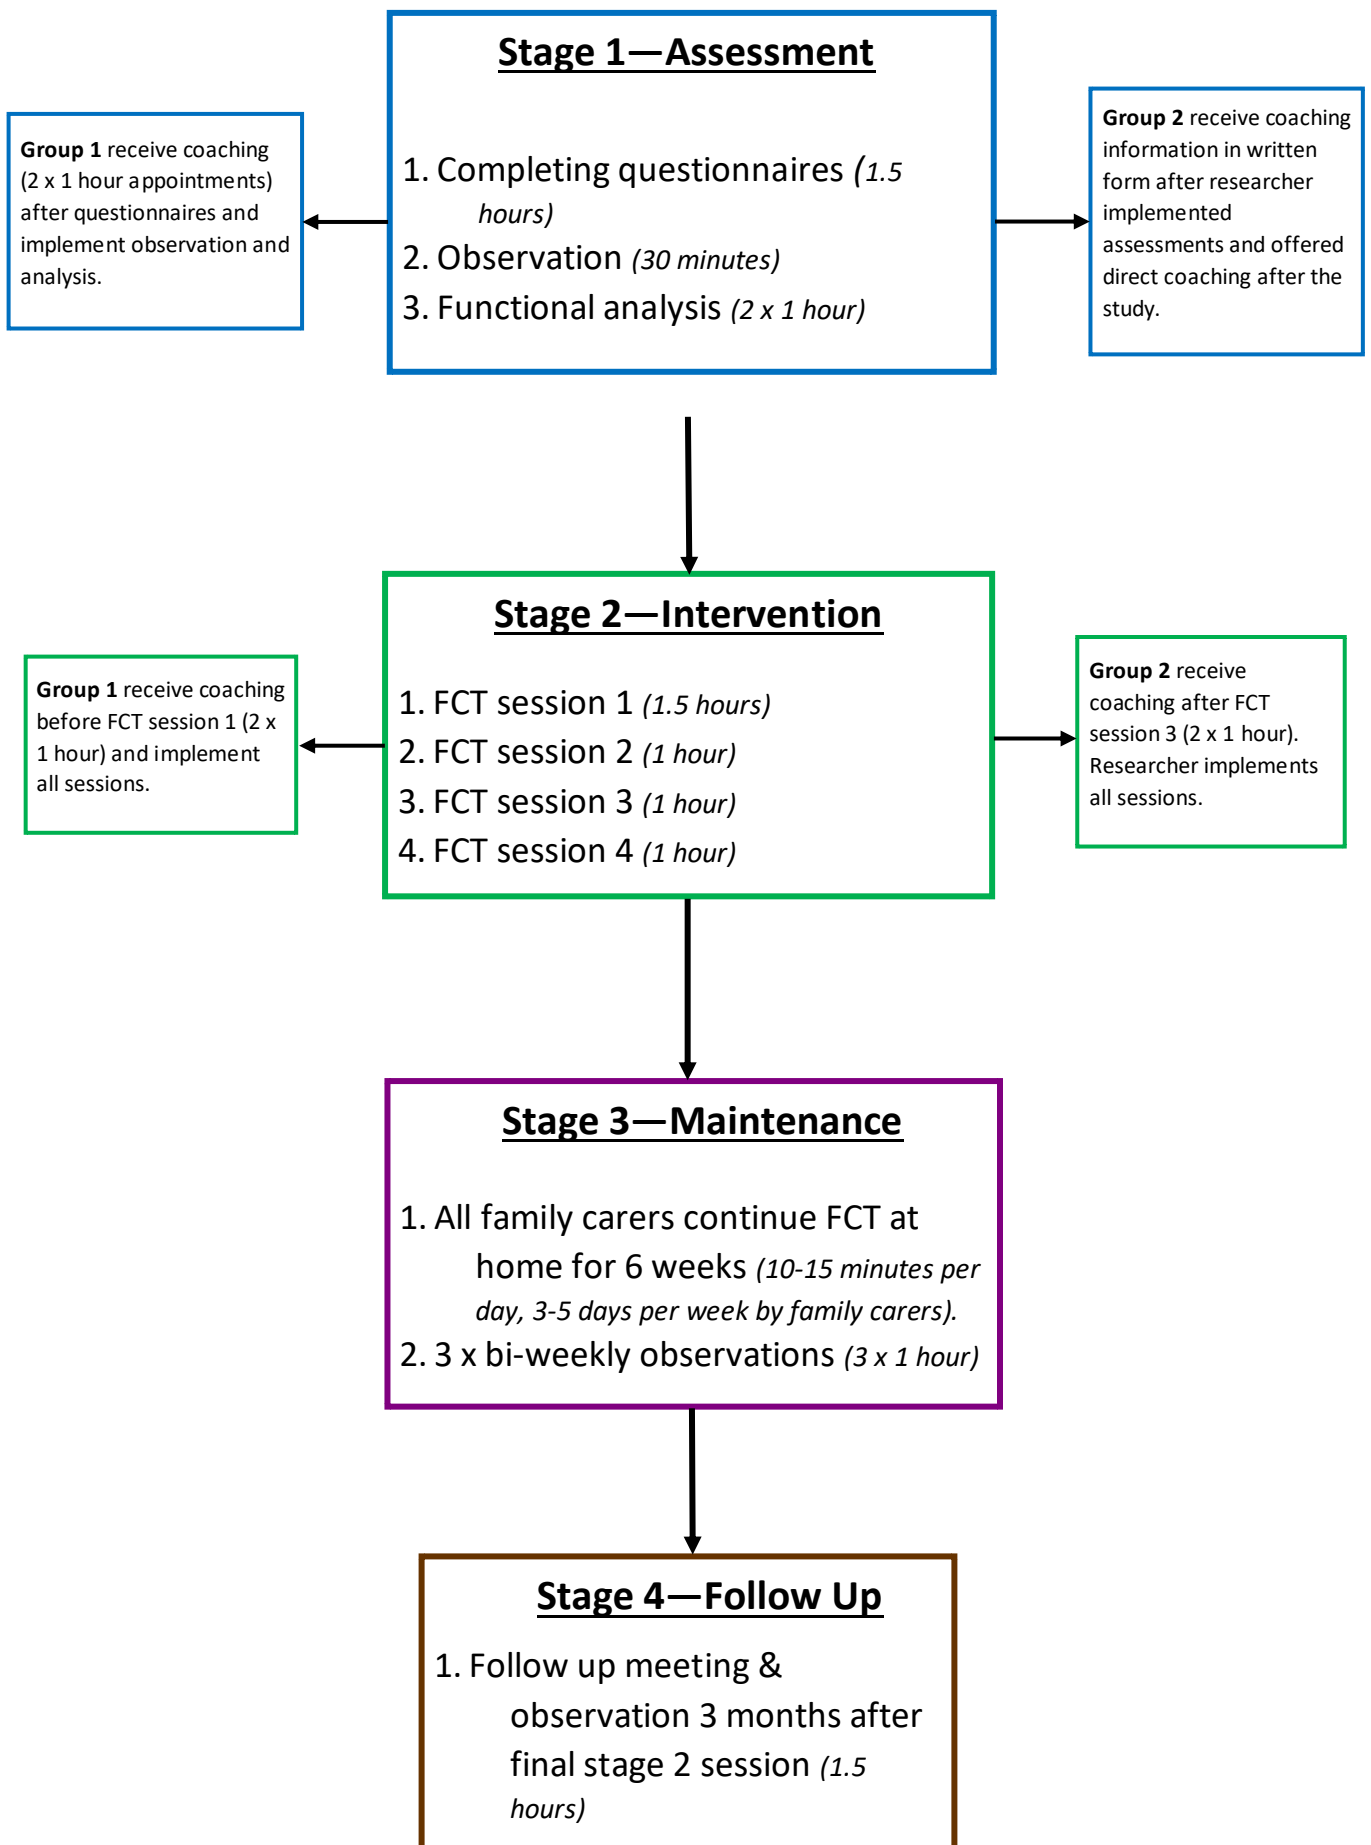 Stage 1—Assessment
1. Completing questionnaires (1.5
hours)
2. Observation (30 minutes)
3. Functional analysis (2 x 1 hour)
Group 1 receive coaching
(2 x 1 hour appointments)
after questionnaires and
implement observation and
analysis.
Group 2 receive coaching
information in written
form after researcher
implemented
assessments and offered
direct coaching after the
study.
Stage 2—Intervention
1. FCT session 1 (1.5 hours)
2. FCT session 2 (1 hour)
3. FCT session 3 (1 hour)
4. FCT session 4 (1 hour)
Group 1 receive coaching
before FCT session 1 (2 x
1 hour) and implement
all sessions.
Group 2 receive
coaching after FCT
session 3 (2 x 1 hour).
Researcher implements
all sessions.
Stage 3—Maintenance
1. All family carers continue FCT at
home for 6 weeks (10-15 minutes per
day, 3-5 days per week by family carers).
2. 3 x bi-weekly observations (3 x 1 hour)
Stage 4—Follow Up
1. Follow up meeting &
observation 3 months after
final stage 2 session (1.5
hours)